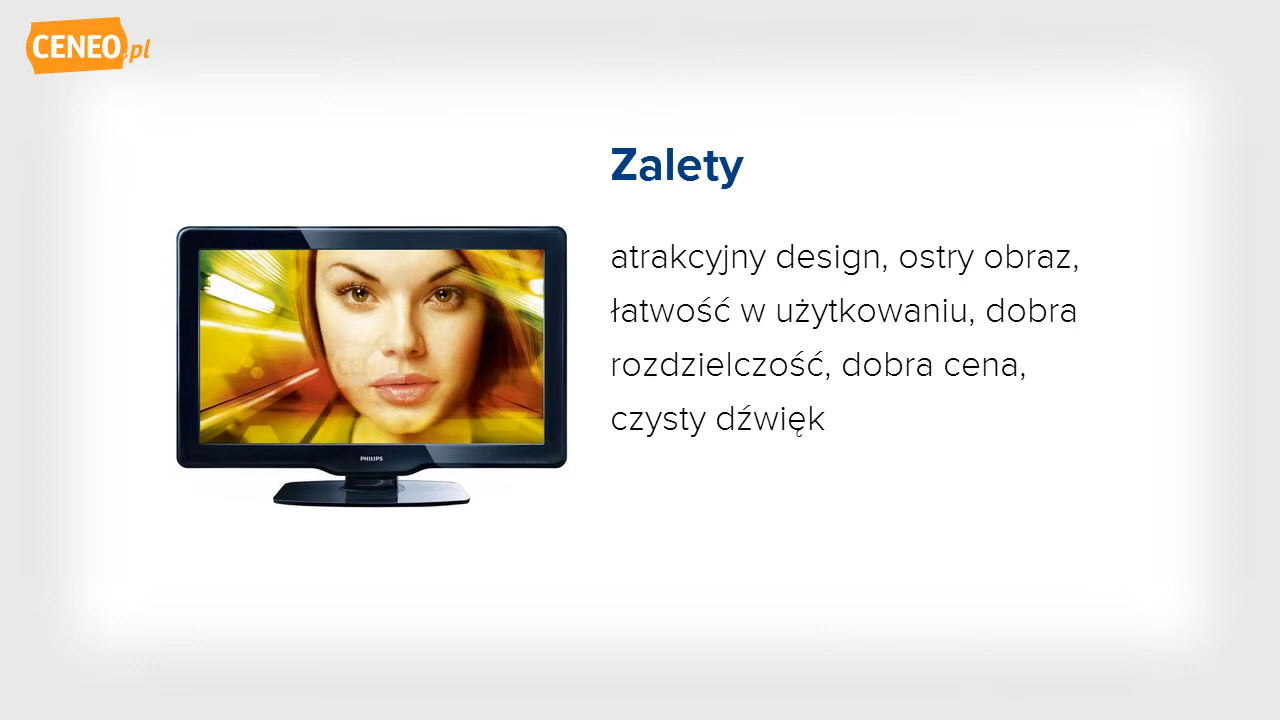 CENEO.pl
Zalety
atrakcyjny design, ostry obraz,
łatwość w użytkowaniu, dobra
rozdzielczość, dobra cena,
czysty dźwięk
PHILIPS